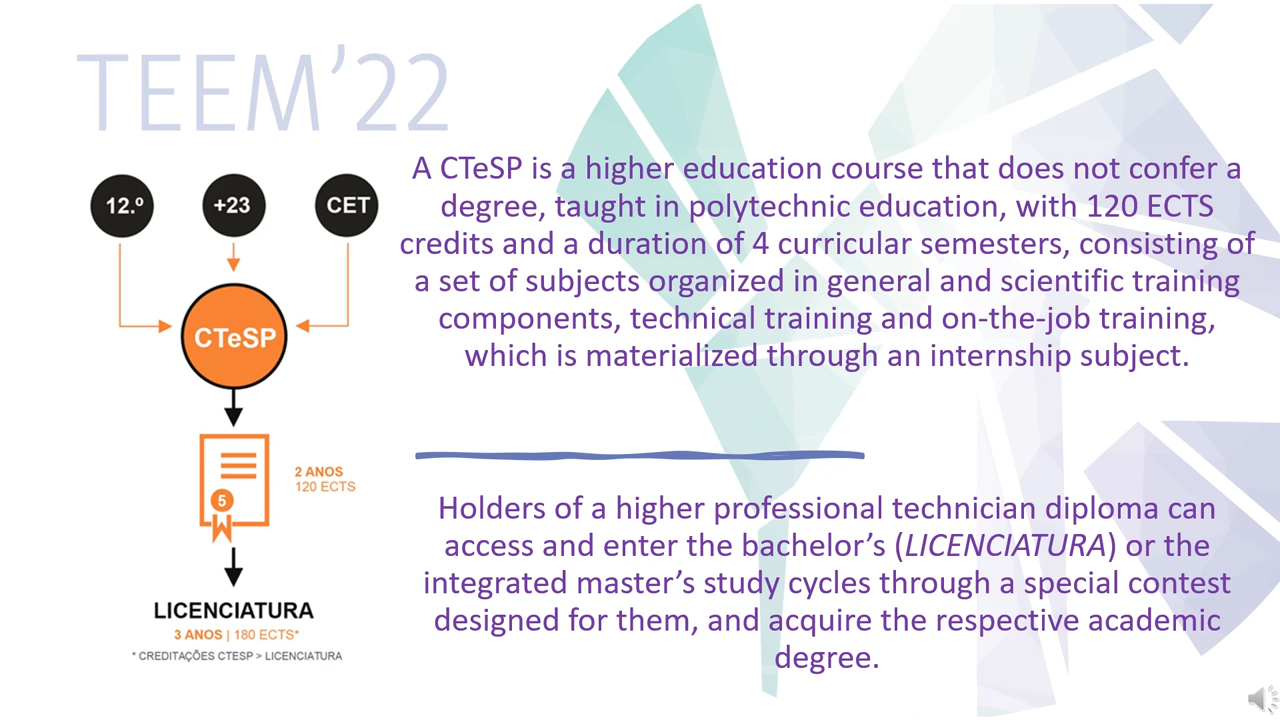 TEEM’22
12.º
+23
CET
CTeSP
5
2 ANOS
120 ECTS
LICENCIATURA
3 ANOS | 180 ECTS*
* CREDITAÇÕES CTESP > LICENCIATURA
A CTeSP is a higher education course that does not confer a
degree, taught in polytechnic education, with 120 ECTS
credits and a duration of 4 curricular semesters, consisting of
a set of subjects organized in general and scientific training
components, technical training and on-the-job training,
which is materialized through an internship subject.
Holders of a higher professional technician diploma can
access and enter the bachelor’s (LICENCIATURA) or the
integrated master’s study cycles through a special contest
designed for them, and acquire the respective academic
degree.